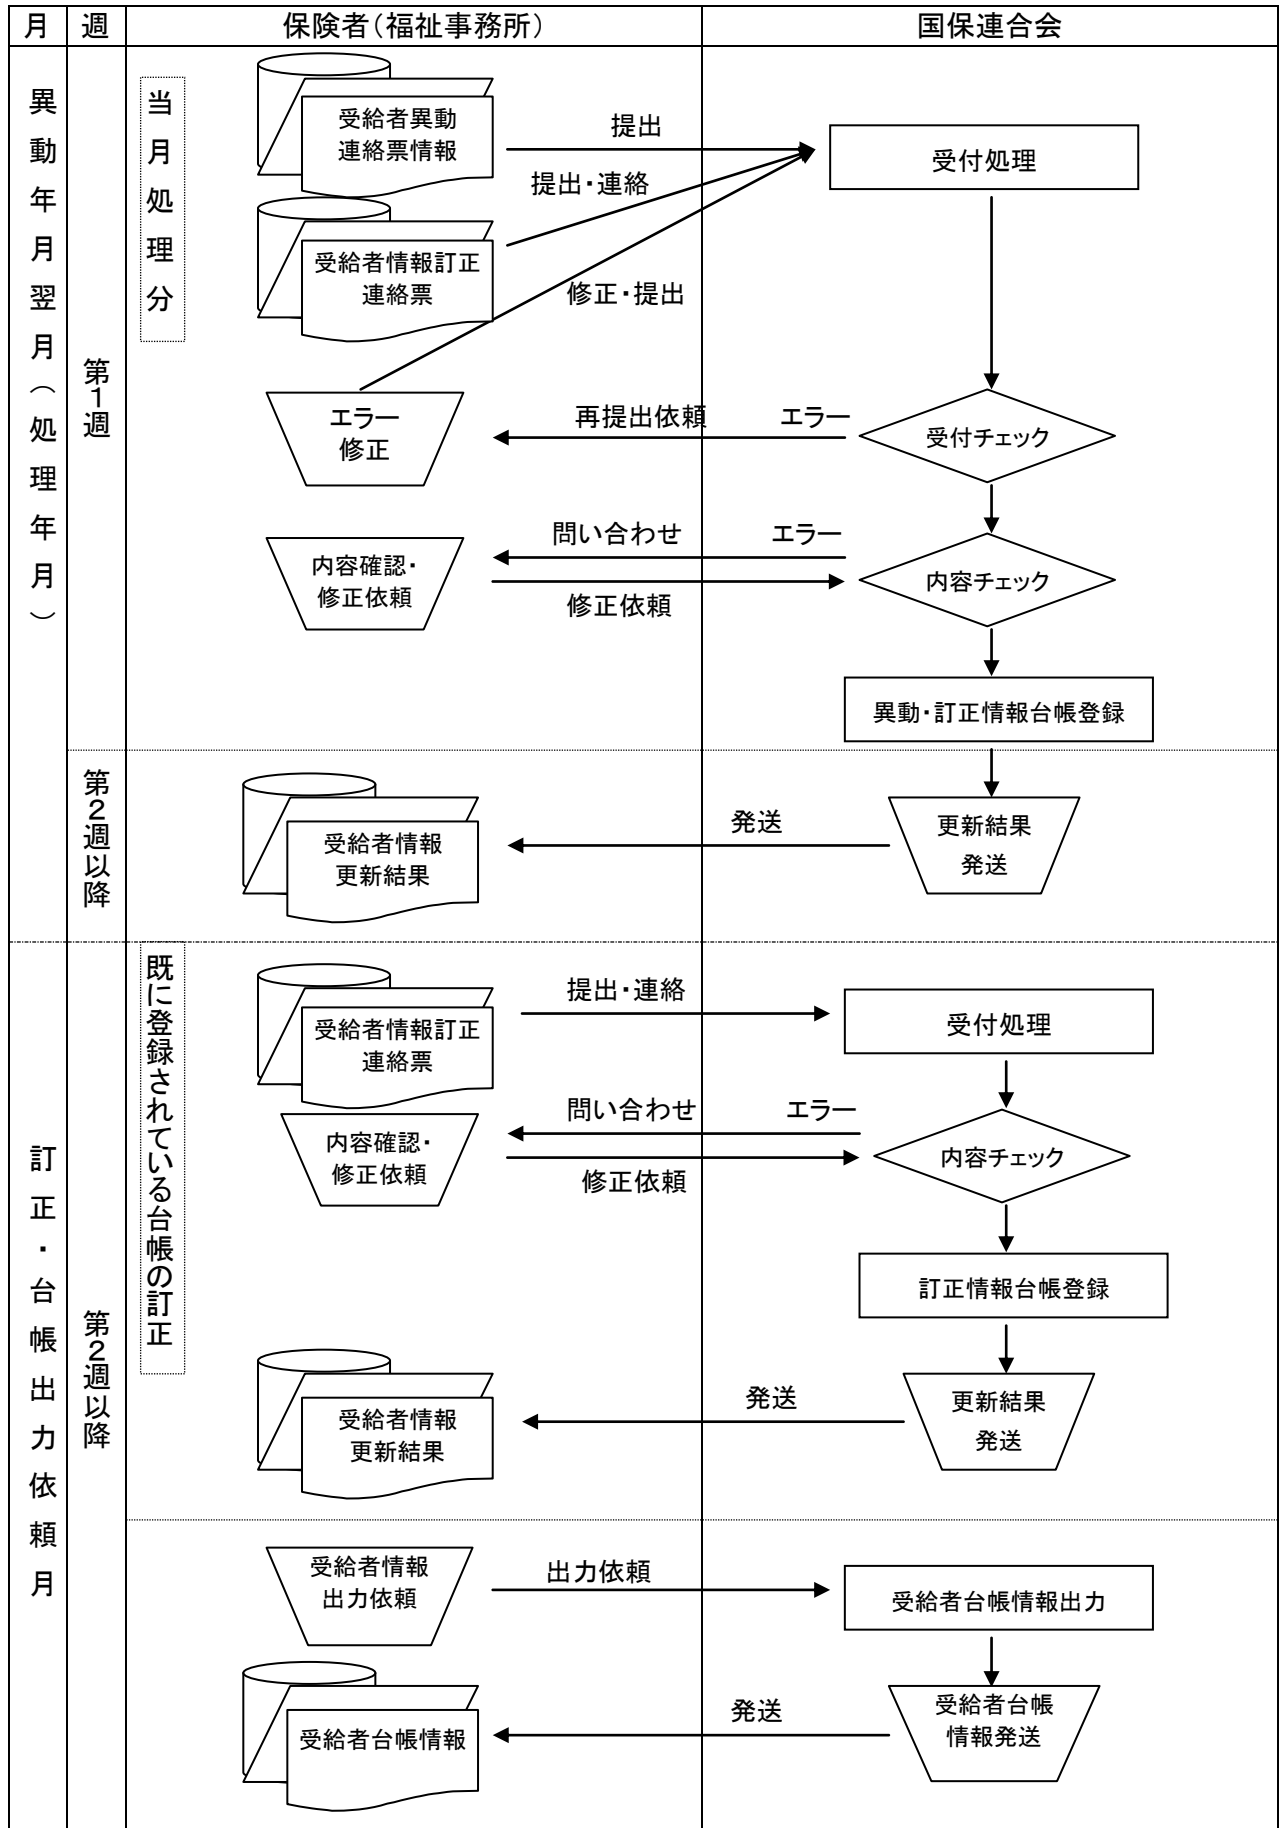 月
週
保険者（福祉事務所）
国保連合会
異動年月翌月（処理年月）
第１週
当月処理分
受給者異動
連絡票情報
提出
受付処理
提出・連絡
受給者情報訂正
連絡票
修正・提出
エラー
修正
再提出依頼
エラー
受付チェック
問い合わせ
エラー
内容確認・
修正依頼
修正依頼
内容チェック
異動・訂正情報台帳登録
第２週以降
受給者情報
更新結果
発送
更新結果
発送
訂正・台帳出力依頼月
第２週以降
既に登録されている台帳の訂正
受給者情報訂正
連絡票
提出・連絡
受付処理
問い合わせ
エラー
内容確認・
修正依頼
修正依頼
内容チェック
訂正情報台帳登録
受給者情報
更新結果
発送
更新結果
発送
受給者情報
出力依頼
出力依頼
受給者台帳情報出力
受給者台帳情報
発送
受給者台帳
情報発送